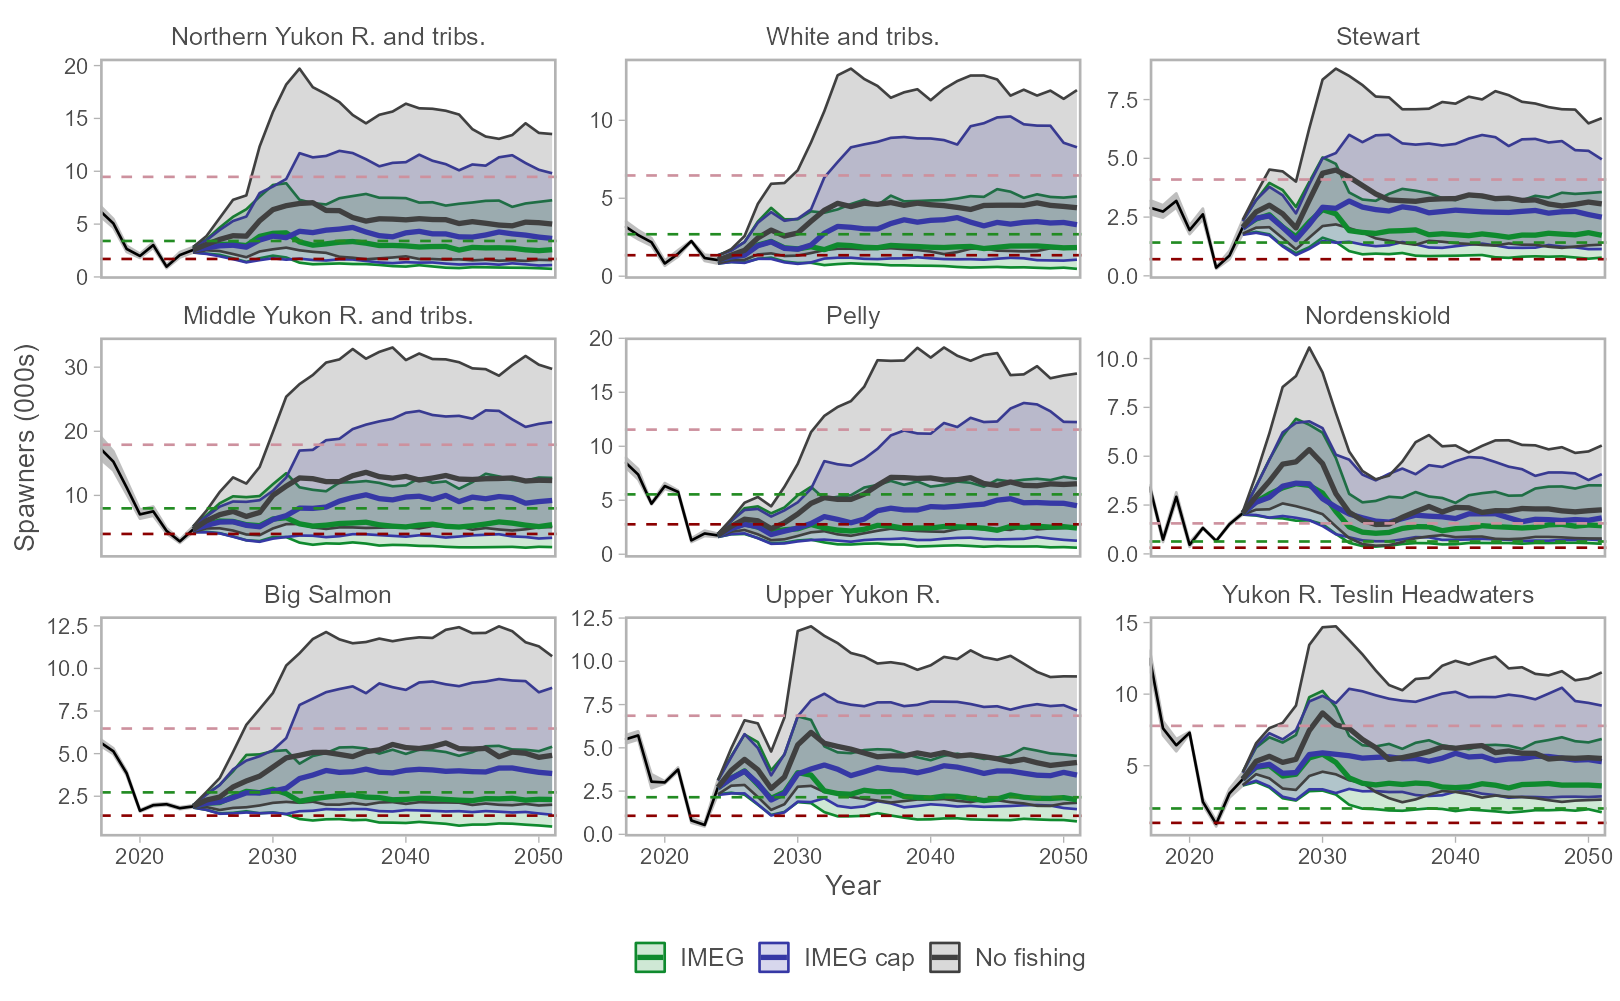 Northern Yukon R. and tribs.
White and tribs.
Stewart
20
15
10
5
0
10
5
0
7.5
5.0
2.5
0.0
Middle Yukon R. and tribs.
Pelly
Nordenskiold
30
20
10
20
15
10
5
0
10.0
7.5
5.0
2.5
0.0
Spawners (000s)
Big Salmon
Upper Yukon R.
Yukon R. Teslin Headwaters
12.5
10.0
7.5
5.0
2.5
12.5
10.0
7.5
5.0
2.5
0.0
15
10
5
2020 2030 2040 2050
2020 2030 2040 2050
2020 2030 2040 2050
Year
IMEG
IMEG cap
No fishing